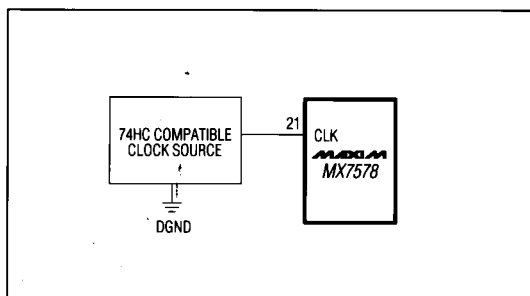 74HC COMPATIBLE
CLOCK SOURCE
DGND
21
CLK
MAXIM
MX7578